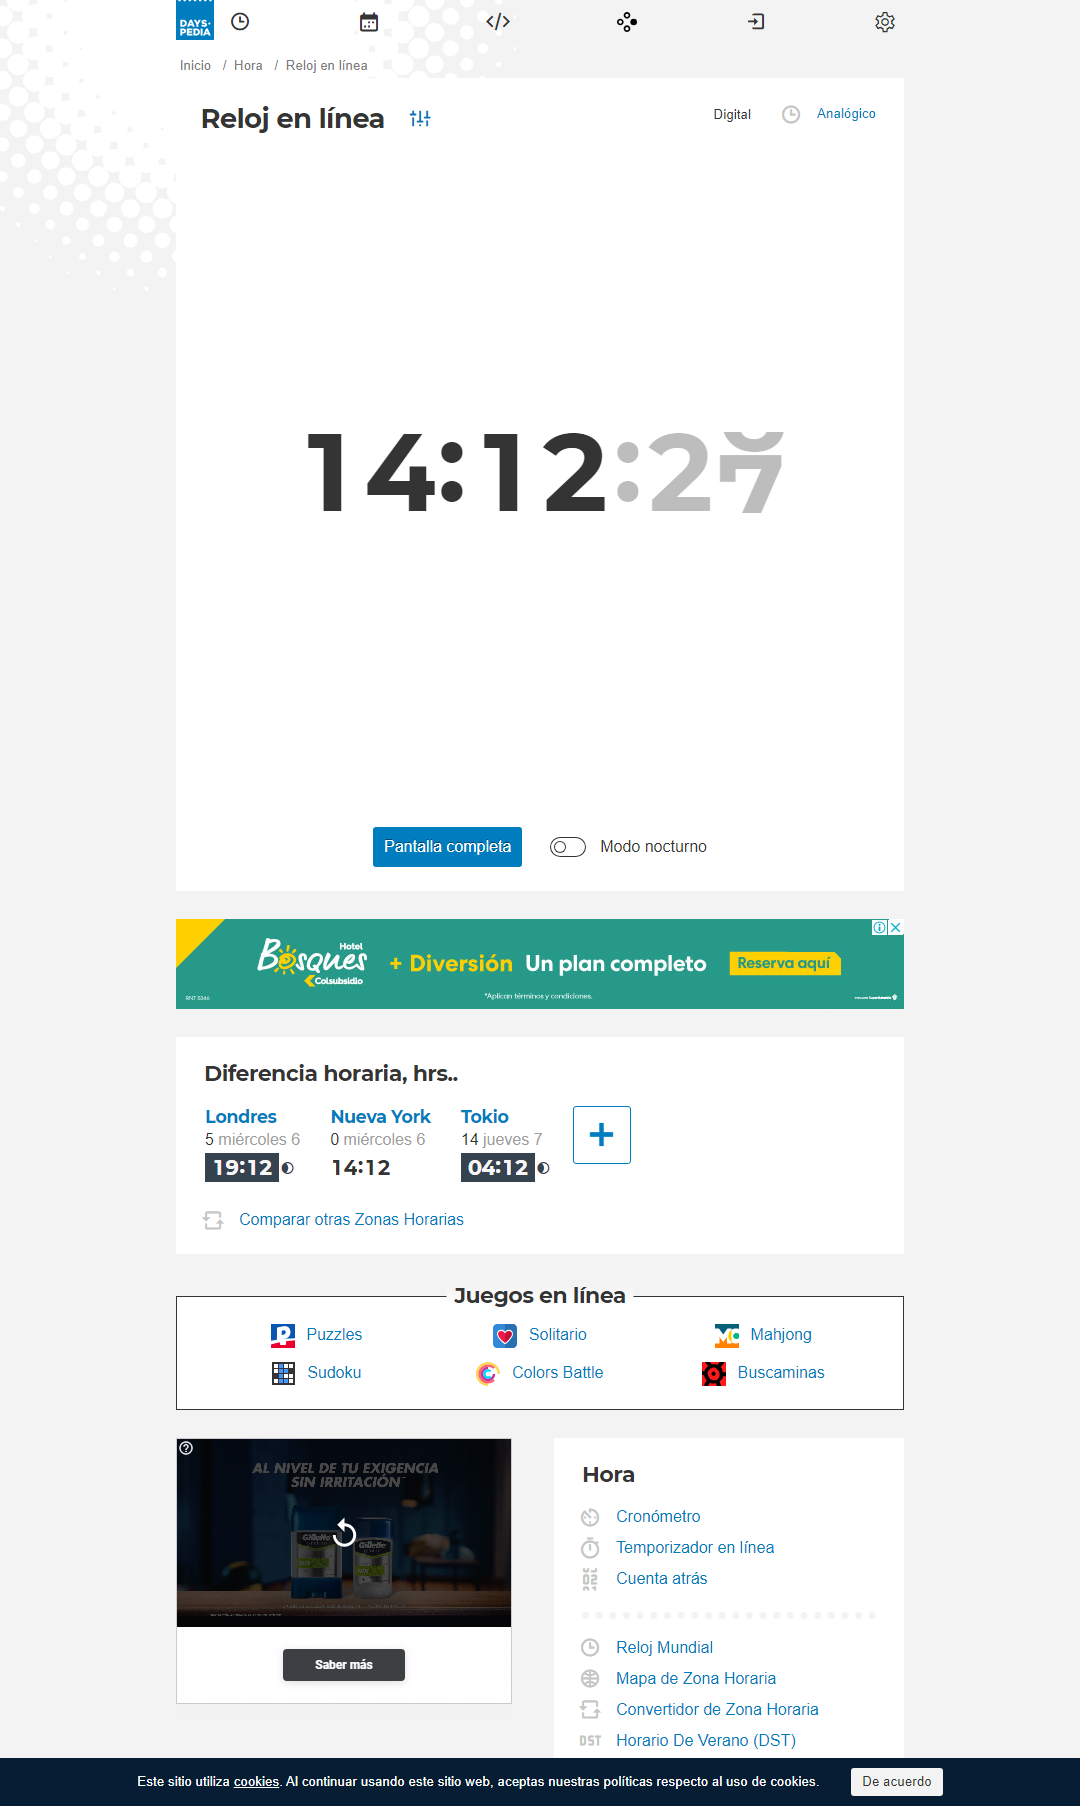 DAYS·
PEDIA
Inicio / Hora / Reloj en línea
Reloj en línea
Digital
Analógico
14:12:27
Pantalla completa
Modo nocturno
Hotel
Bosques
Colsubsidio
+ Diversión Un plan completo
Reserva aquí
RNT 5346
*Aplican términos y condiciones.
Diferencia horaria, hrs..
Londres
5 miércoles 6
19:12
Nueva York
0 miércoles 6
14:12
Tokio
14 jueves 7
04:12
Comparar otras Zonas Horarias
Juegos en línea
Puzzles
Solitario
Mahjong
Sudoku
Colors Battle
Buscaminas
AL NIVEL DE TU EXIGENCIA
SIN IRRITACIÓN
Gillette
Gillette
Saber más
Hora
Cronómetro
Temporizador en línea
Cuenta atrás
Reloj Mundial
Mapa de Zona Horaria
Convertidor de Zona Horaria
DST Horario De Verano (DST)
Este sitio utiliza cookies. Al continuar usando este sitio web, aceptas nuestras políticas respecto al uso de cookies.
De acuerdo